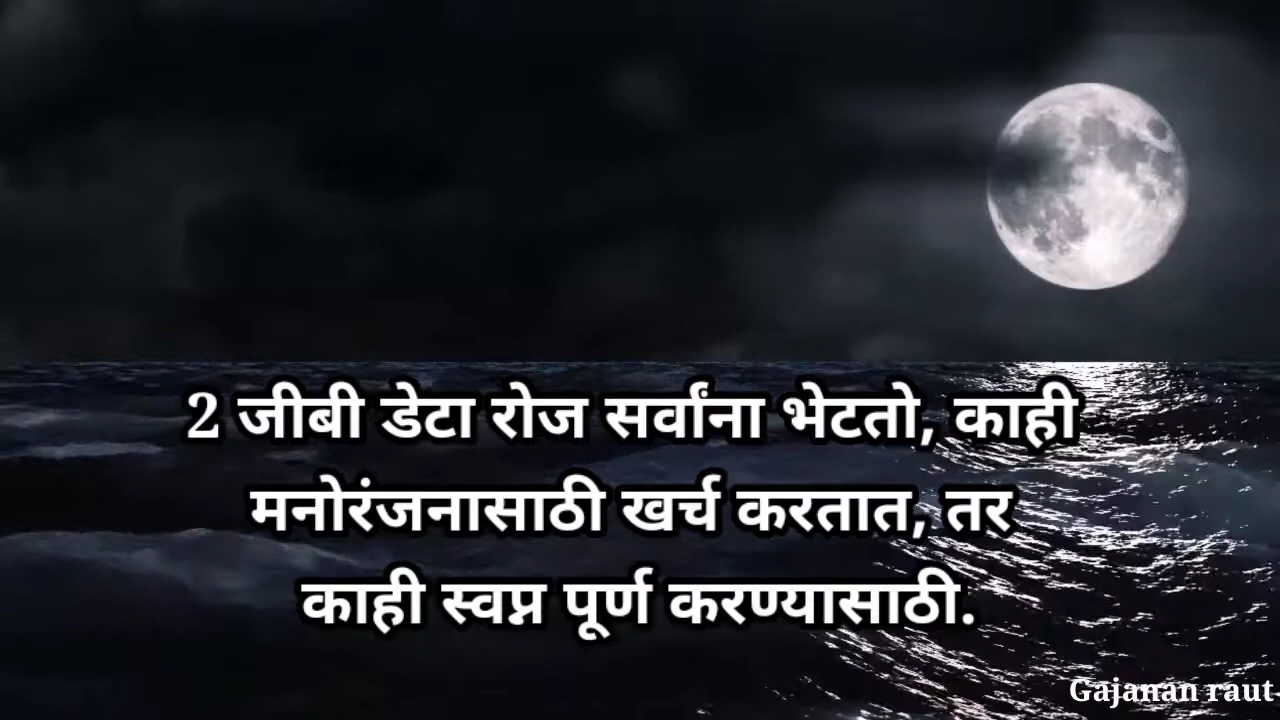 2 जीबी डेटा रोज सर्वांना भेटतो, काही
मनोरंजनासाठी खर्च करतात, तर
काही स्वप्न पूर्ण करण्यासाठी.
Gajanan raut